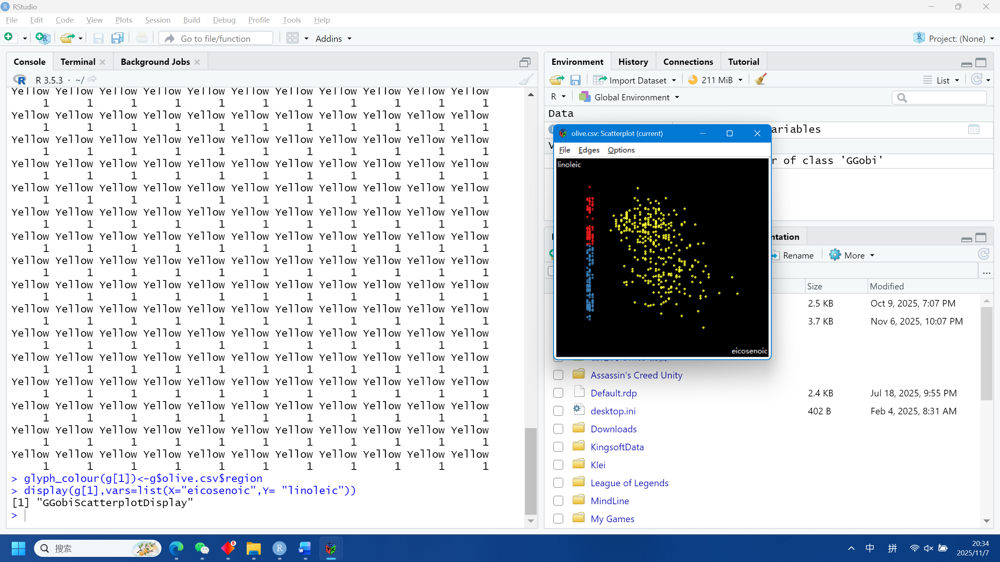 RStudio
File Edit Code View Plots Session Build Debug Profile Tools Help
Go to file/function Addins Project: (None)
Console Terminal Background Jobs
R 3.5.3 · ~/
Yellow Yellow Yellow Yellow Yellow Yellow Yellow Yellow Yellow Yellow Yellow
1 1 1 1 1 1 1 1 1 1 1
Yellow Yellow Yellow Yellow Yellow Yellow Yellow Yellow Yellow Yellow Yellow
1 1 1 1 1 1 1 1 1 1 1
Yellow Yellow Yellow Yellow Yellow Yellow Yellow Yellow Yellow Yellow Yellow
1 1 1 1 1 1 1 1 1 1 1
Yellow Yellow Yellow Yellow Yellow Yellow Yellow Yellow Yellow Yellow Yellow
1 1 1 1 1 1 1 1 1 1 1
Yellow Yellow Yellow Yellow Yellow Yellow Yellow Yellow Yellow Yellow Yellow
1 1 1 1 1 1 1 1 1 1 1
Yellow Yellow Yellow Yellow Yellow Yellow Yellow Yellow Yellow Yellow Yellow
1 1 1 1 1 1 1 1 1 1 1
Yellow Yellow Yellow Yellow Yellow Yellow Yellow Yellow Yellow Yellow Yellow
1 1 1 1 1 1 1 1 1 1 1
Yellow Yellow Yellow Yellow Yellow Yellow Yellow Yellow Yellow Yellow Yellow
1 1 1 1 1 1 1 1 1 1 1
Yellow Yellow Yellow Yellow Yellow Yellow Yellow Yellow Yellow Yellow Yellow
1 1 1 1 1 1 1 1 1 1 1
Yellow Yellow Yellow Yellow Yellow Yellow Yellow Yellow Yellow Yellow Yellow
1 1 1 1 1 1 1 1 1 1 1
Yellow Yellow Yellow Yellow Yellow Yellow Yellow Yellow Yellow Yellow Yellow
1 1 1 1 1 1 1 1 1 1 1
Yellow Yellow Yellow Yellow Yellow Yellow Yellow Yellow Yellow Yellow Yellow
1 1 1 1 1 1 1 1 1 1 1
Yellow Yellow Yellow Yellow Yellow Yellow Yellow Yellow Yellow Yellow Yellow
1 1 1 1 1 1 1 1 1 1 1
Yellow Yellow Yellow Yellow Yellow Yellow Yellow Yellow Yellow Yellow Yellow
1 1 1 1 1 1 1 1 1 1 1
Yellow Yellow Yellow Yellow Yellow Yellow Yellow Yellow Yellow Yellow Yellow
1 1 1 1 1 1 1 1 1 1 1
Yellow Yellow Yellow Yellow Yellow Yellow Yellow Yellow Yellow Yellow Yellow
1 1 1 1 1 1 1 1 1 1 1
> glyph_colour(g[1])<-g$olive.csv$region
> display(g[1],vars=list(X="eicosenoic",Y= "linoleic"))
[1] "GGobiScatterplotDisplay"
>
Environment History Connections Tutorial
Import Dataset 211 MiB List
R Global Environment
Data
ariables
r of class 'GGobi'
olive.csv: Scatterplot (current)
File Edges Options
linoleic
eicosenoic
ntation
Rename More
...
Size Modified
2.5 KB Oct 9, 2025, 7:07 PM
3.7 KB Nov 6, 2025, 10:07 PM
Assassin's Creed Unity
Default.rdp 2.4 KB Jul 18, 2025, 9:55 PM
desktop.ini 402 B Feb 4, 2025, 8:31 AM
Downloads
KingsoftData
Klei
League of Legends
MindLine
My Games
搜索 8 中 拼 20:34
2025/11/7